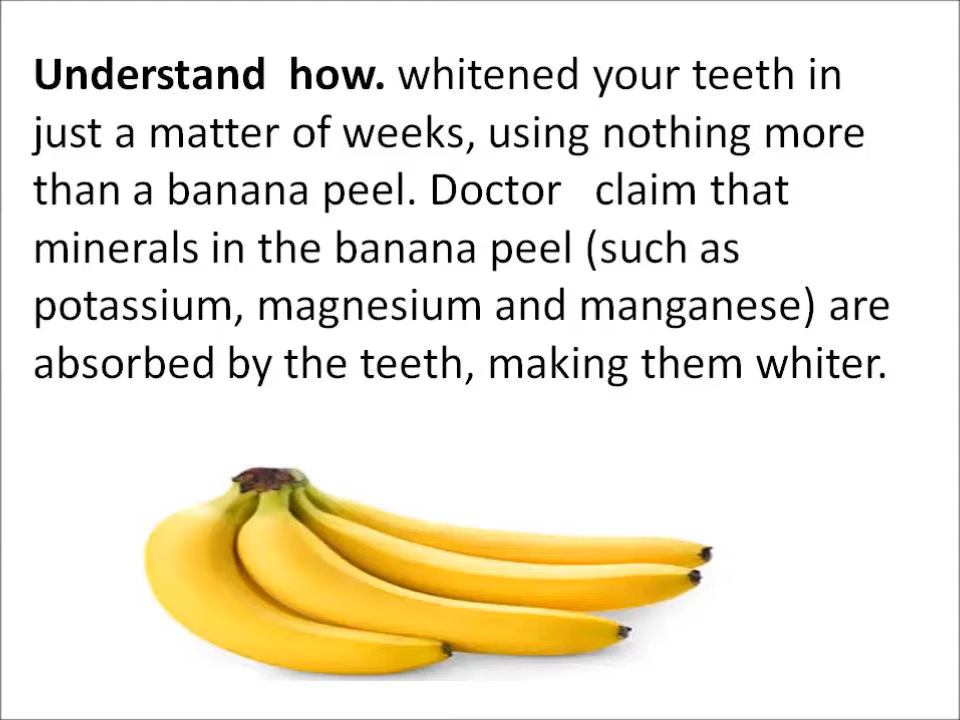 Understand how. whitened your teeth in
just a matter of weeks, using nothing more
than a banana peel. Doctor claim that
minerals in the banana peel (such as
potassium, magnesium and manganese) are
absorbed by the teeth, making them whiter.